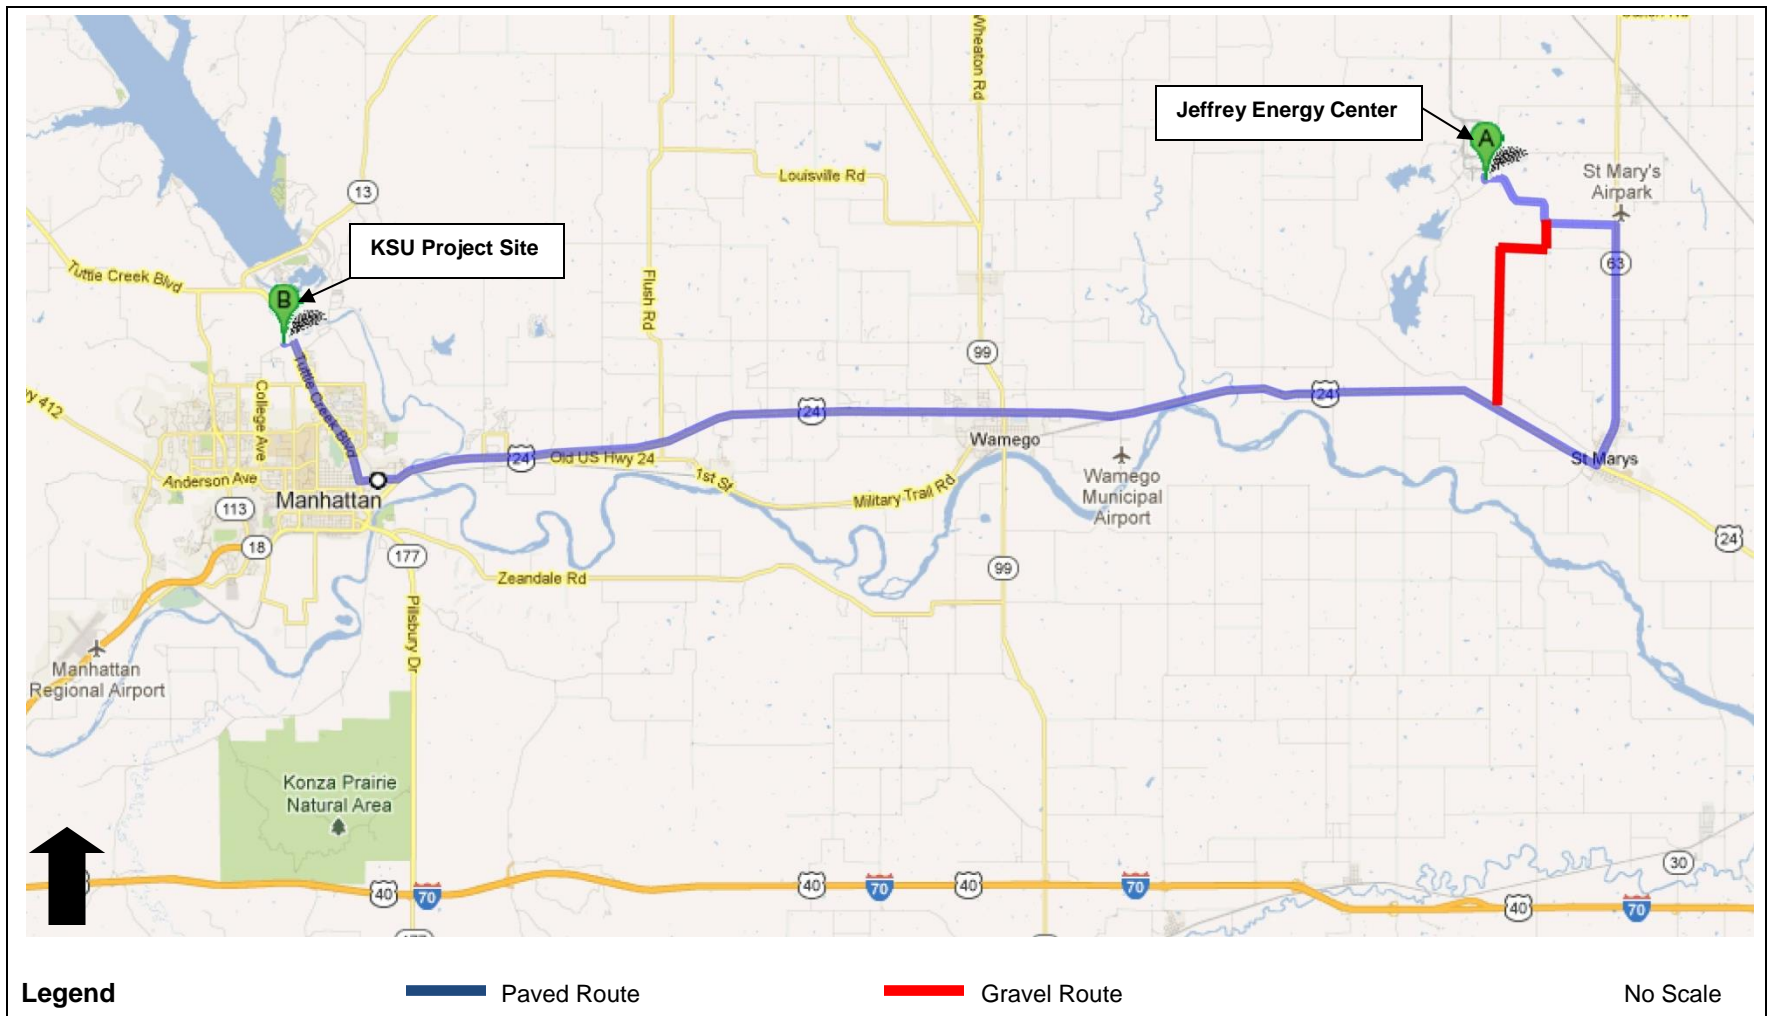 Wheaton Rd
Jeffrey Energy Center
A
St Mary's
Airpark
13
Louisville Rd
KSU Project Site
63
Tuttle Creek Blvd
B
Flush Rd
99
y 412
College Ave
Tuttle Creek Blvd
24
24
Wamego
24
Old US Hwy 24
St Marys
Anderson Ave
1st St
Military Trail Rd
Wamego
Municipal
Airport
Manhattan
113
18
177
24
99
Zeandale Rd
Pillsbury Dr
Manhattan
Regional Airport
Konza Prairie
Natural Area
30
40
70
40
70
40
70
40
70
Legend
Paved Route
Gravel Route
No Scale